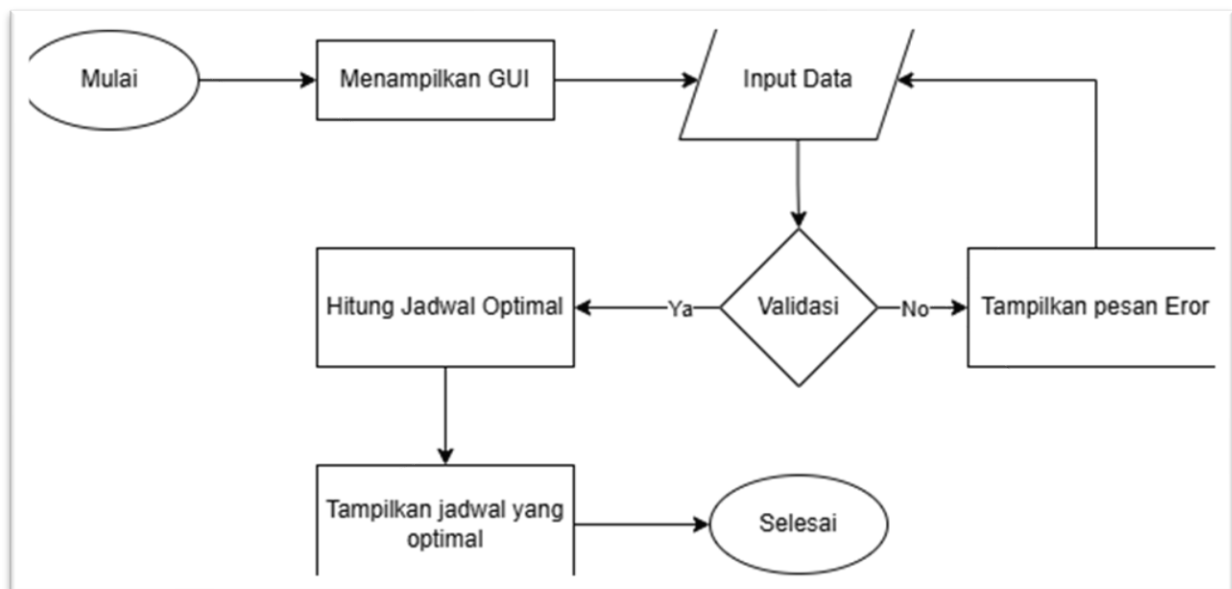 Mulai
Menampilkan GUI
Input Data
Hitung Jadwal Optimal
Ya
Validasi
No
Tampilkan pesan Eror
Tampilkan jadwal yang
optimal
Selesai